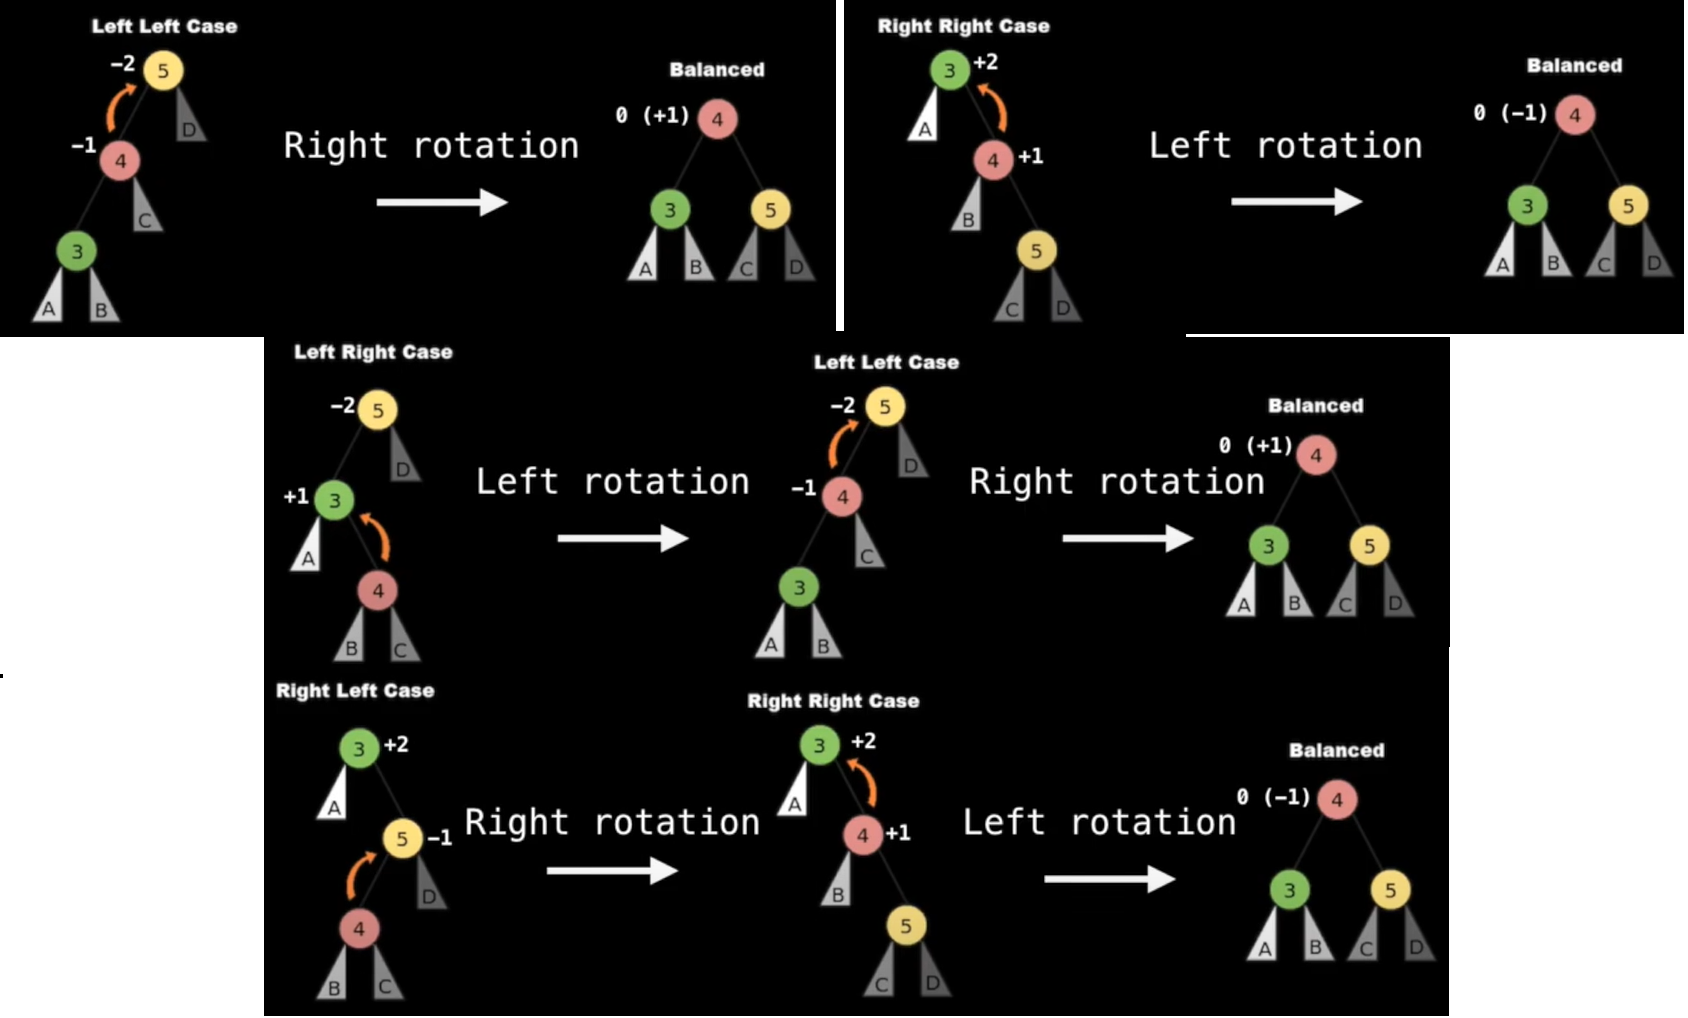 Left Left Case
-2 5
D
-1 4
C
3
A B
Right rotation
Balanced
0 (+1) 4
3 5
A B C D
Right Right Case
3 +2
A
4 +1
B
5
C D
Left rotation
Balanced
0 (-1) 4
3 5
A B C D
Left Right Case
-2 5
D
+1 3
A
4
B C
Left rotation
Left Left Case
-2 5
D
-1 4
C
3
A B
Right rotation
Balanced
0 (+1) 4
3 5
A B C D
Right Left Case
3 +2
A
5 -1
D
4
B C
Right rotation
Right Right Case
3 +2
A
4 +1
B
5
C D
Left rotation
Balanced
0 (-1) 4
3 5
A B C D